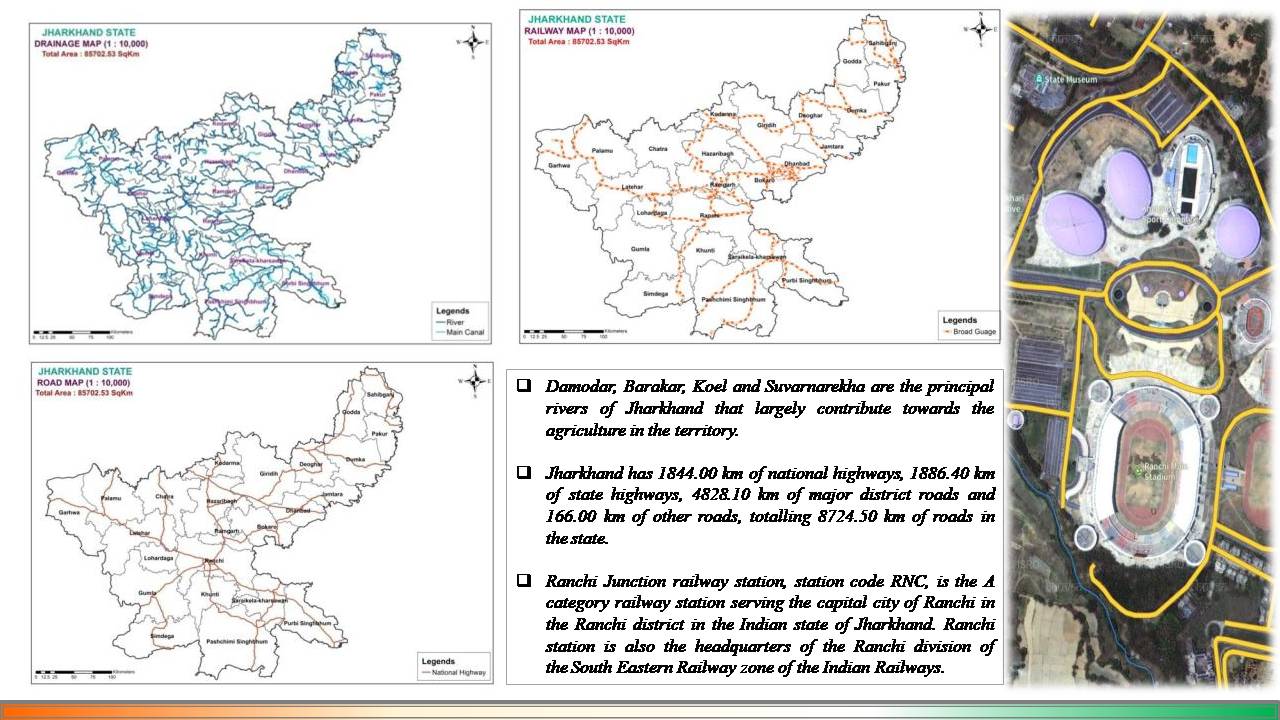 JHARKHAND STATE
DRAINAGE MAP (1 : 10,000)
Total Area : 85702.53 SqKm
N
W E
S
Sahibganj
Pakur
Dumka
Koderma
Giridih
Deoghar
Palamu
Chatra
Hazaribagh
Garhwa
Dhanbad
Ramgarh
Bokaro
Saraikela-kharsawan
Purbi Singhbhum
Simdega
Pashchimi Singhbhum
Legends
River
Main Canal
0 12.5 25 50 75 100
Kilometers
JHARKHAND STATE
RAILWAY MAP (1 : 10,000)
Total Area : 85702.53 SqKm
N
W E
S
Sahibganj
Godda
Pakur
Dumka
Koderma
Deoghar
Giridih
Jamtara
Palamu
Chatra
Hazaribagh
Garhwa
Dhanbad
Latehar
Ramgarh
Bokaro
Lohardaga
Ranchi
Gumla
Khunti
Saraikela-kharsawan
Purbi Singhbhum
Simdega
Pashchimi Singhbhum
Legends
Broad Guage
0 12.5 25 50 75 100
Kilometers
JHARKHAND STATE
ROAD MAP (1 : 10,000)
Total Area : 85702.53 SqKm
N
W E
S
Sahibganj
Godda
Pakur
Dumka
Koderma
Deoghar
Giridih
Jamtara
Palamu
Chatra
Hazaribagh
Garhwa
Dhanbad
Bokaro
Latehar
Ramgarh
Lohardaga
Ranchi
Gumla
Khunti
Saraikela-kharsawan
Purbi Singhbhum
Simdega
Pashchimi Singhbhum
Legends
National Highway
0 12.5 25 50 75 100
Kilometers
Damodar, Barakar, Koel and Suvarnarekha are the principal
rivers of Jharkhand that largely contribute towards the
agriculture in the territory.
Jharkhand has 1844.00 km of national highways, 1886.40 km
of state highways, 4828.10 km of major district roads and
166.00 km of other roads, totalling 8724.50 km of roads in
the state.
Ranchi Junction railway station, station code RNC, is the A
category railway station serving the capital city of Ranchi in
the Ranchi district in the Indian state of Jharkhand. Ranchi
station is also the headquarters of the Ranchi division of
the South Eastern Railway zone of the Indian Railways.
State Museum
Stadium